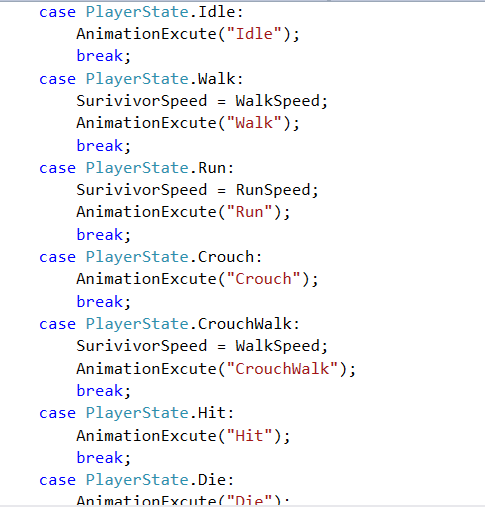 case PlayerState.Idle:
AnimationExcute("Idle");
break;
case PlayerState.Walk:
SurivivorSpeed = WalkSpeed;
AnimationExcute("Walk");
break;
case PlayerState.Run:
SurivivorSpeed = RunSpeed;
AnimationExcute("Run");
break;
case PlayerState.Crouch:
AnimationExcute("Crouch");
break;
case PlayerState.CrouchWalk:
SurivivorSpeed = WalkSpeed;
AnimationExcute("CrouchWalk");
break;
case PlayerState.Hit:
AnimationExcute("Hit");
break;
case PlayerState.Die:
AnimationExcute("Die");